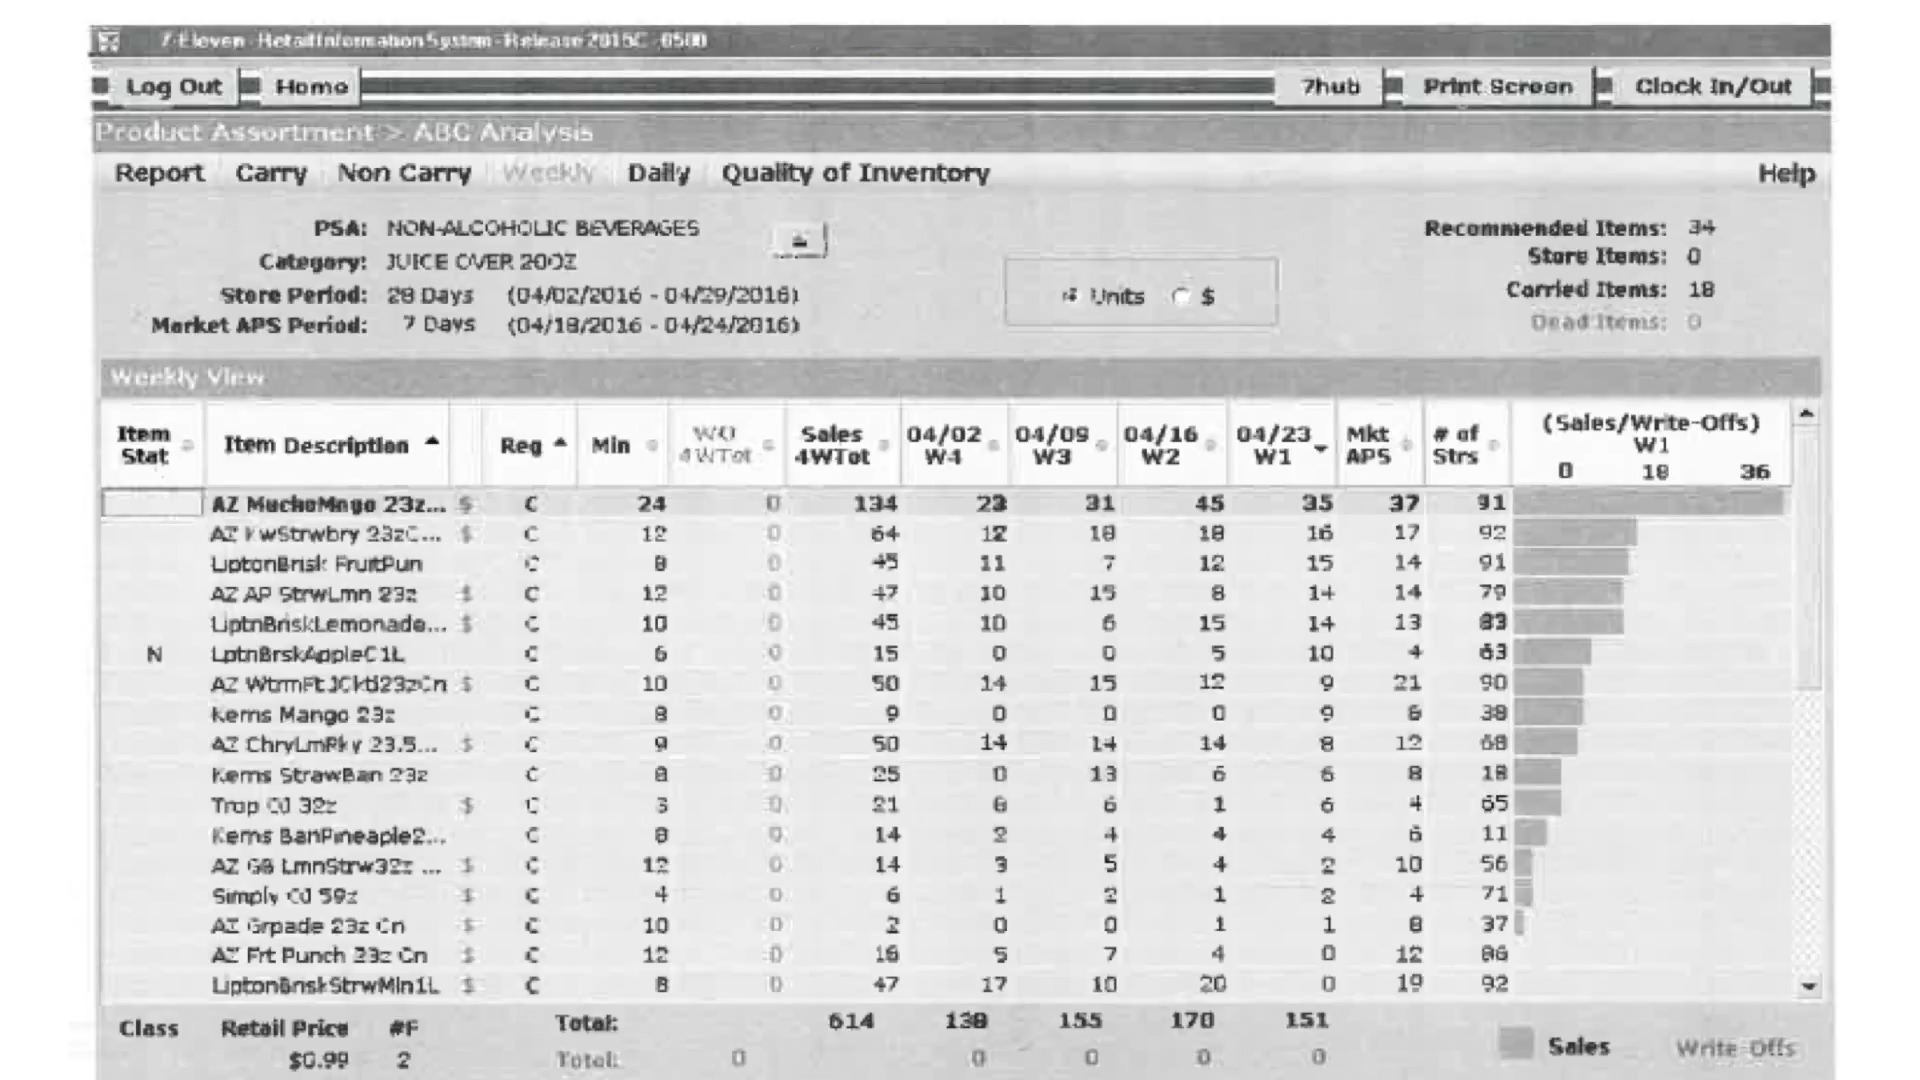 7-Eleven - Retail Information System - Release 2015C - 6500
Log Out Home 7hub Print Screen Clock In/Out
Product Assortment > ABC Analysis
Report Carry Non Carry Weekly Daily Quality of Inventory Help
PSA: NON-ALCOHOLIC BEVERAGES Recommended Items: 34
Category: JUICE OVER 20OZ Store Items: 0
Store Period: 28 Days (04/02/2016 - 04/29/2016) Units $ Carried Items: 18
Market APS Period: 7 Days (04/18/2016 - 04/24/2016) Dead Items: 0
Weekly View
Item Stat Item Description Reg Min WO 4WTot Sales 4WTot 04/02 W4 04/09 W3 04/16 W2 04/23 W1 Mkt APS # of Strs (Sales/Write-Offs) W1
0 18 36
AZ MuchoMngo 23z... $ C 24 0 134 23 31 45 35 37 91
AZ KwStrwbry 23zC... $ C 12 0 64 12 18 18 16 17 92
LiptonBrisk FruitPun C 8 0 45 11 7 12 15 14 91
AZ AP StrwLmn 23z $ C 12 0 47 10 15 8 14 14 79
LiptnBriskLemonade... $ C 10 0 45 10 6 15 14 13 83
N LptnBrskAppleC1L C 6 0 15 0 0 5 10 4 63
AZ WtrmFtJCktl23zCn $ C 10 0 50 14 15 12 9 21 90
Kerns Mango 23z C 8 0 9 0 0 0 9 6 38
AZ ChryLmRky 23.5... $ C 9 0 50 14 14 14 8 12 68
Kerns StrawBan 23z C 8 0 25 0 13 6 6 8 18
Trop OJ 32z $ C 3 0 21 8 6 1 6 4 65
Kerns BanPineaple2... C 8 0 14 2 4 4 4 6 11
AZ GB LmnStrw32z ... $ C 12 0 14 3 5 4 2 10 56
Simply OJ 59z $ C 4 0 6 1 2 1 2 4 71
AZ Grpade 23z Cn $ C 10 0 2 0 0 1 1 8 37
AZ Frt Punch 23z Cn $ C 12 0 16 5 7 4 0 12 86
LiptonBriskStrwMln1L $ C 8 0 47 17 10 20 0 19 92
Class Retail Price #F Total: 614 138 155 170 151
$0.99 2 Total: 0 0 0 0 0 Sales Write-Offs